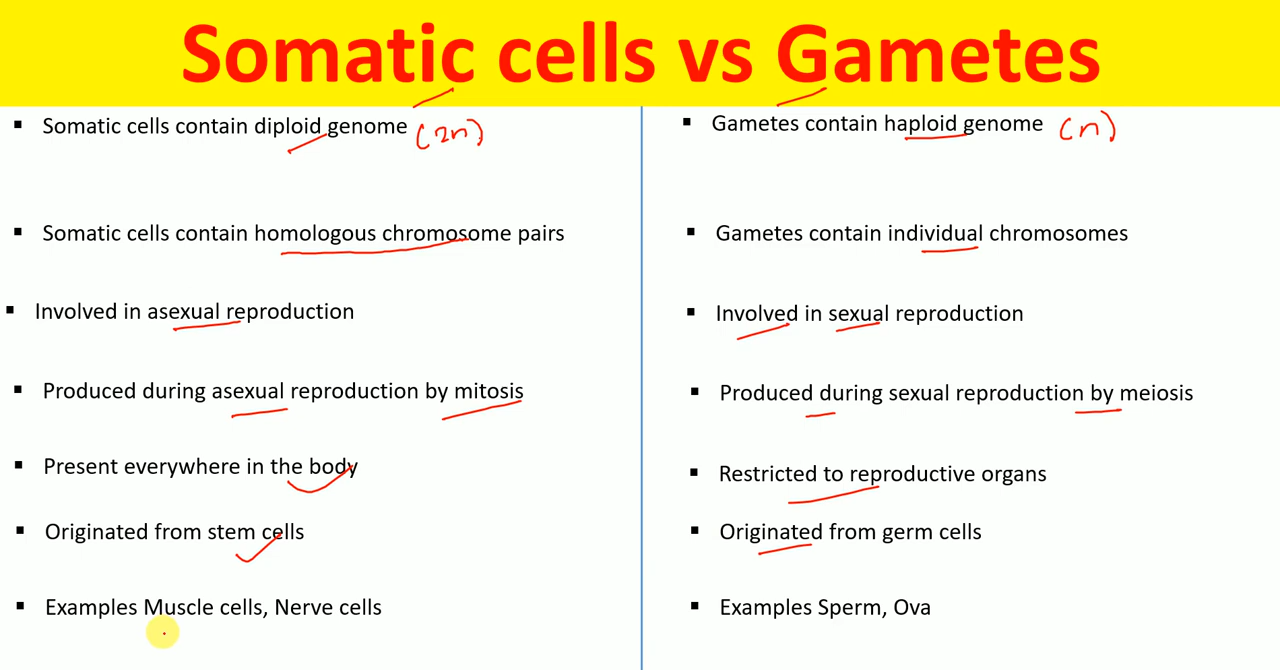 Somatic cells vs Gametes
▪ Somatic cells contain diploid genome (2n)
▪ Somatic cells contain homologous chromosome pairs
▪ Involved in asexual reproduction
▪ Produced during asexual reproduction by mitosis
▪ Present everywhere in the body
▪ Originated from stem cells
▪ Examples Muscle cells, Nerve cells
▪ Gametes contain haploid genome (n)
▪ Gametes contain individual chromosomes
▪ Involved in sexual reproduction
▪ Produced during sexual reproduction by meiosis
▪ Restricted to reproductive organs
▪ Originated from germ cells
▪ Examples Sperm, Ova